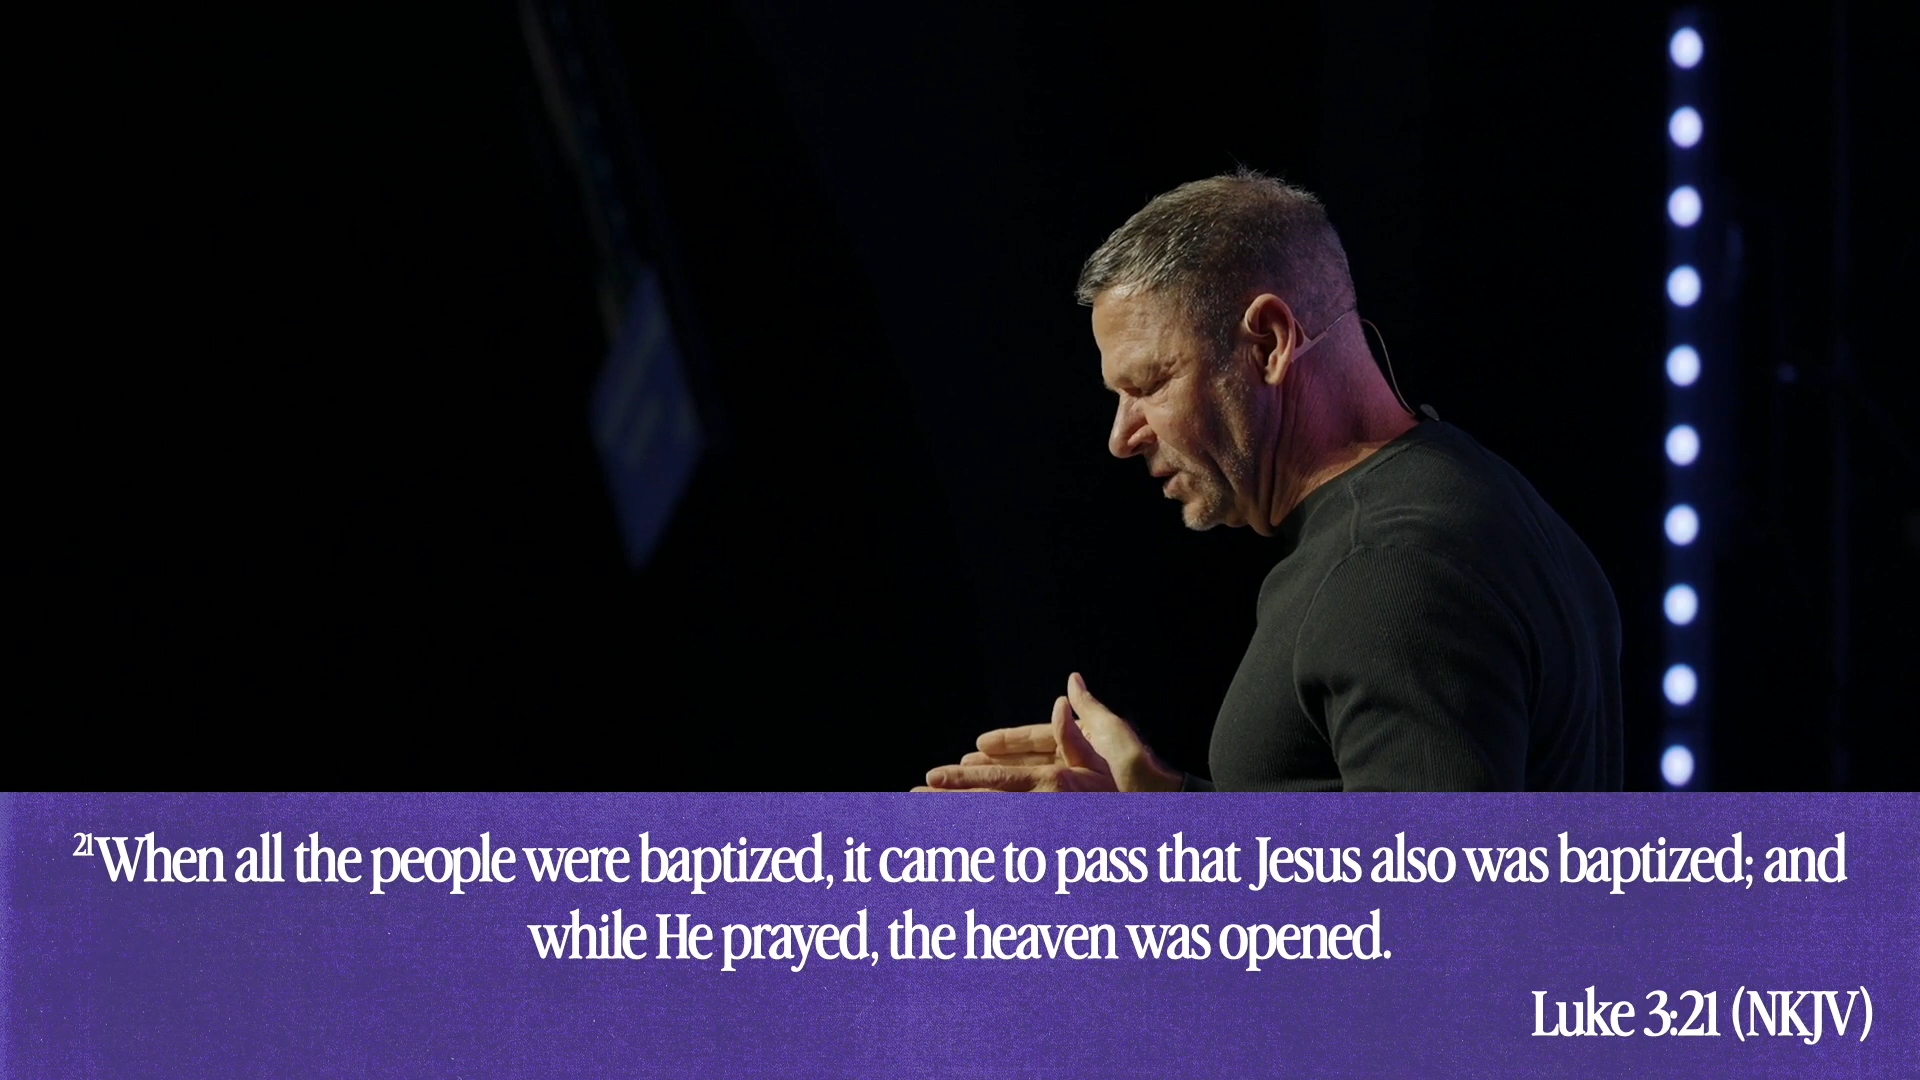 21When all the people were baptized, it came to pass that Jesus also was baptized; and
while He prayed, the heaven was opened.
Luke 3:21 (NKJV)